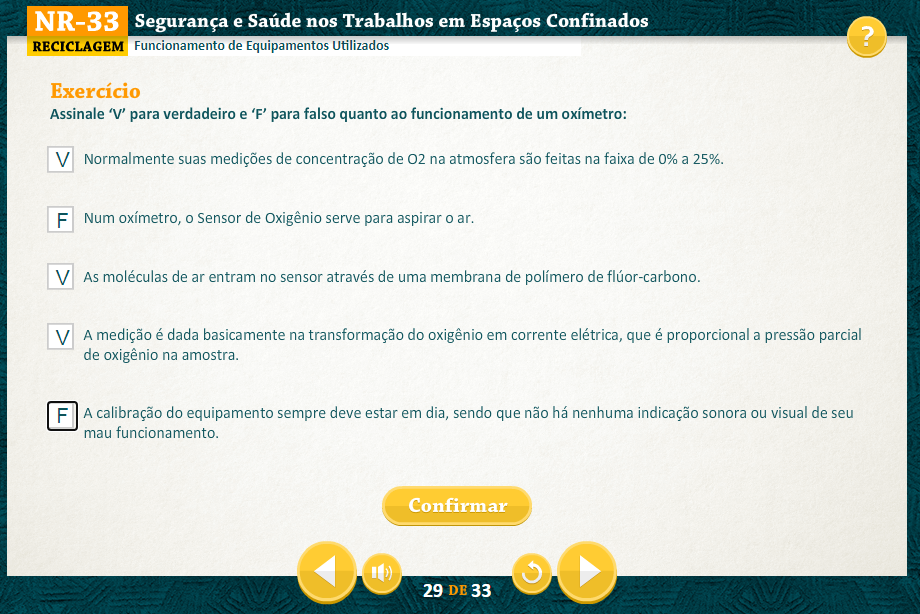 NR-33
RECICLAGEM
Segurança e Saúde nos Trabalhos em Espaços Confinados
Funcionamento de Equipamentos Utilizados
?
Exercício
Assinale ‘V’ para verdadeiro e ‘F’ para falso quanto ao funcionamento de um oxímetro:
V Normalmente suas medições de concentração de O2 na atmosfera são feitas na faixa de 0% a 25%.
F Num oxímetro, o Sensor de Oxigênio serve para aspirar o ar.
V As moléculas de ar entram no sensor através de uma membrana de polímero de flúor-carbono.
V A medição é dada basicamente na transformação do oxigênio em corrente elétrica, que é proporcional a pressão parcial
de oxigênio na amostra.
F A calibração do equipamento sempre deve estar em dia, sendo que não há nenhuma indicação sonora ou visual de seu
mau funcionamento.
Confirmar
29 DE 33